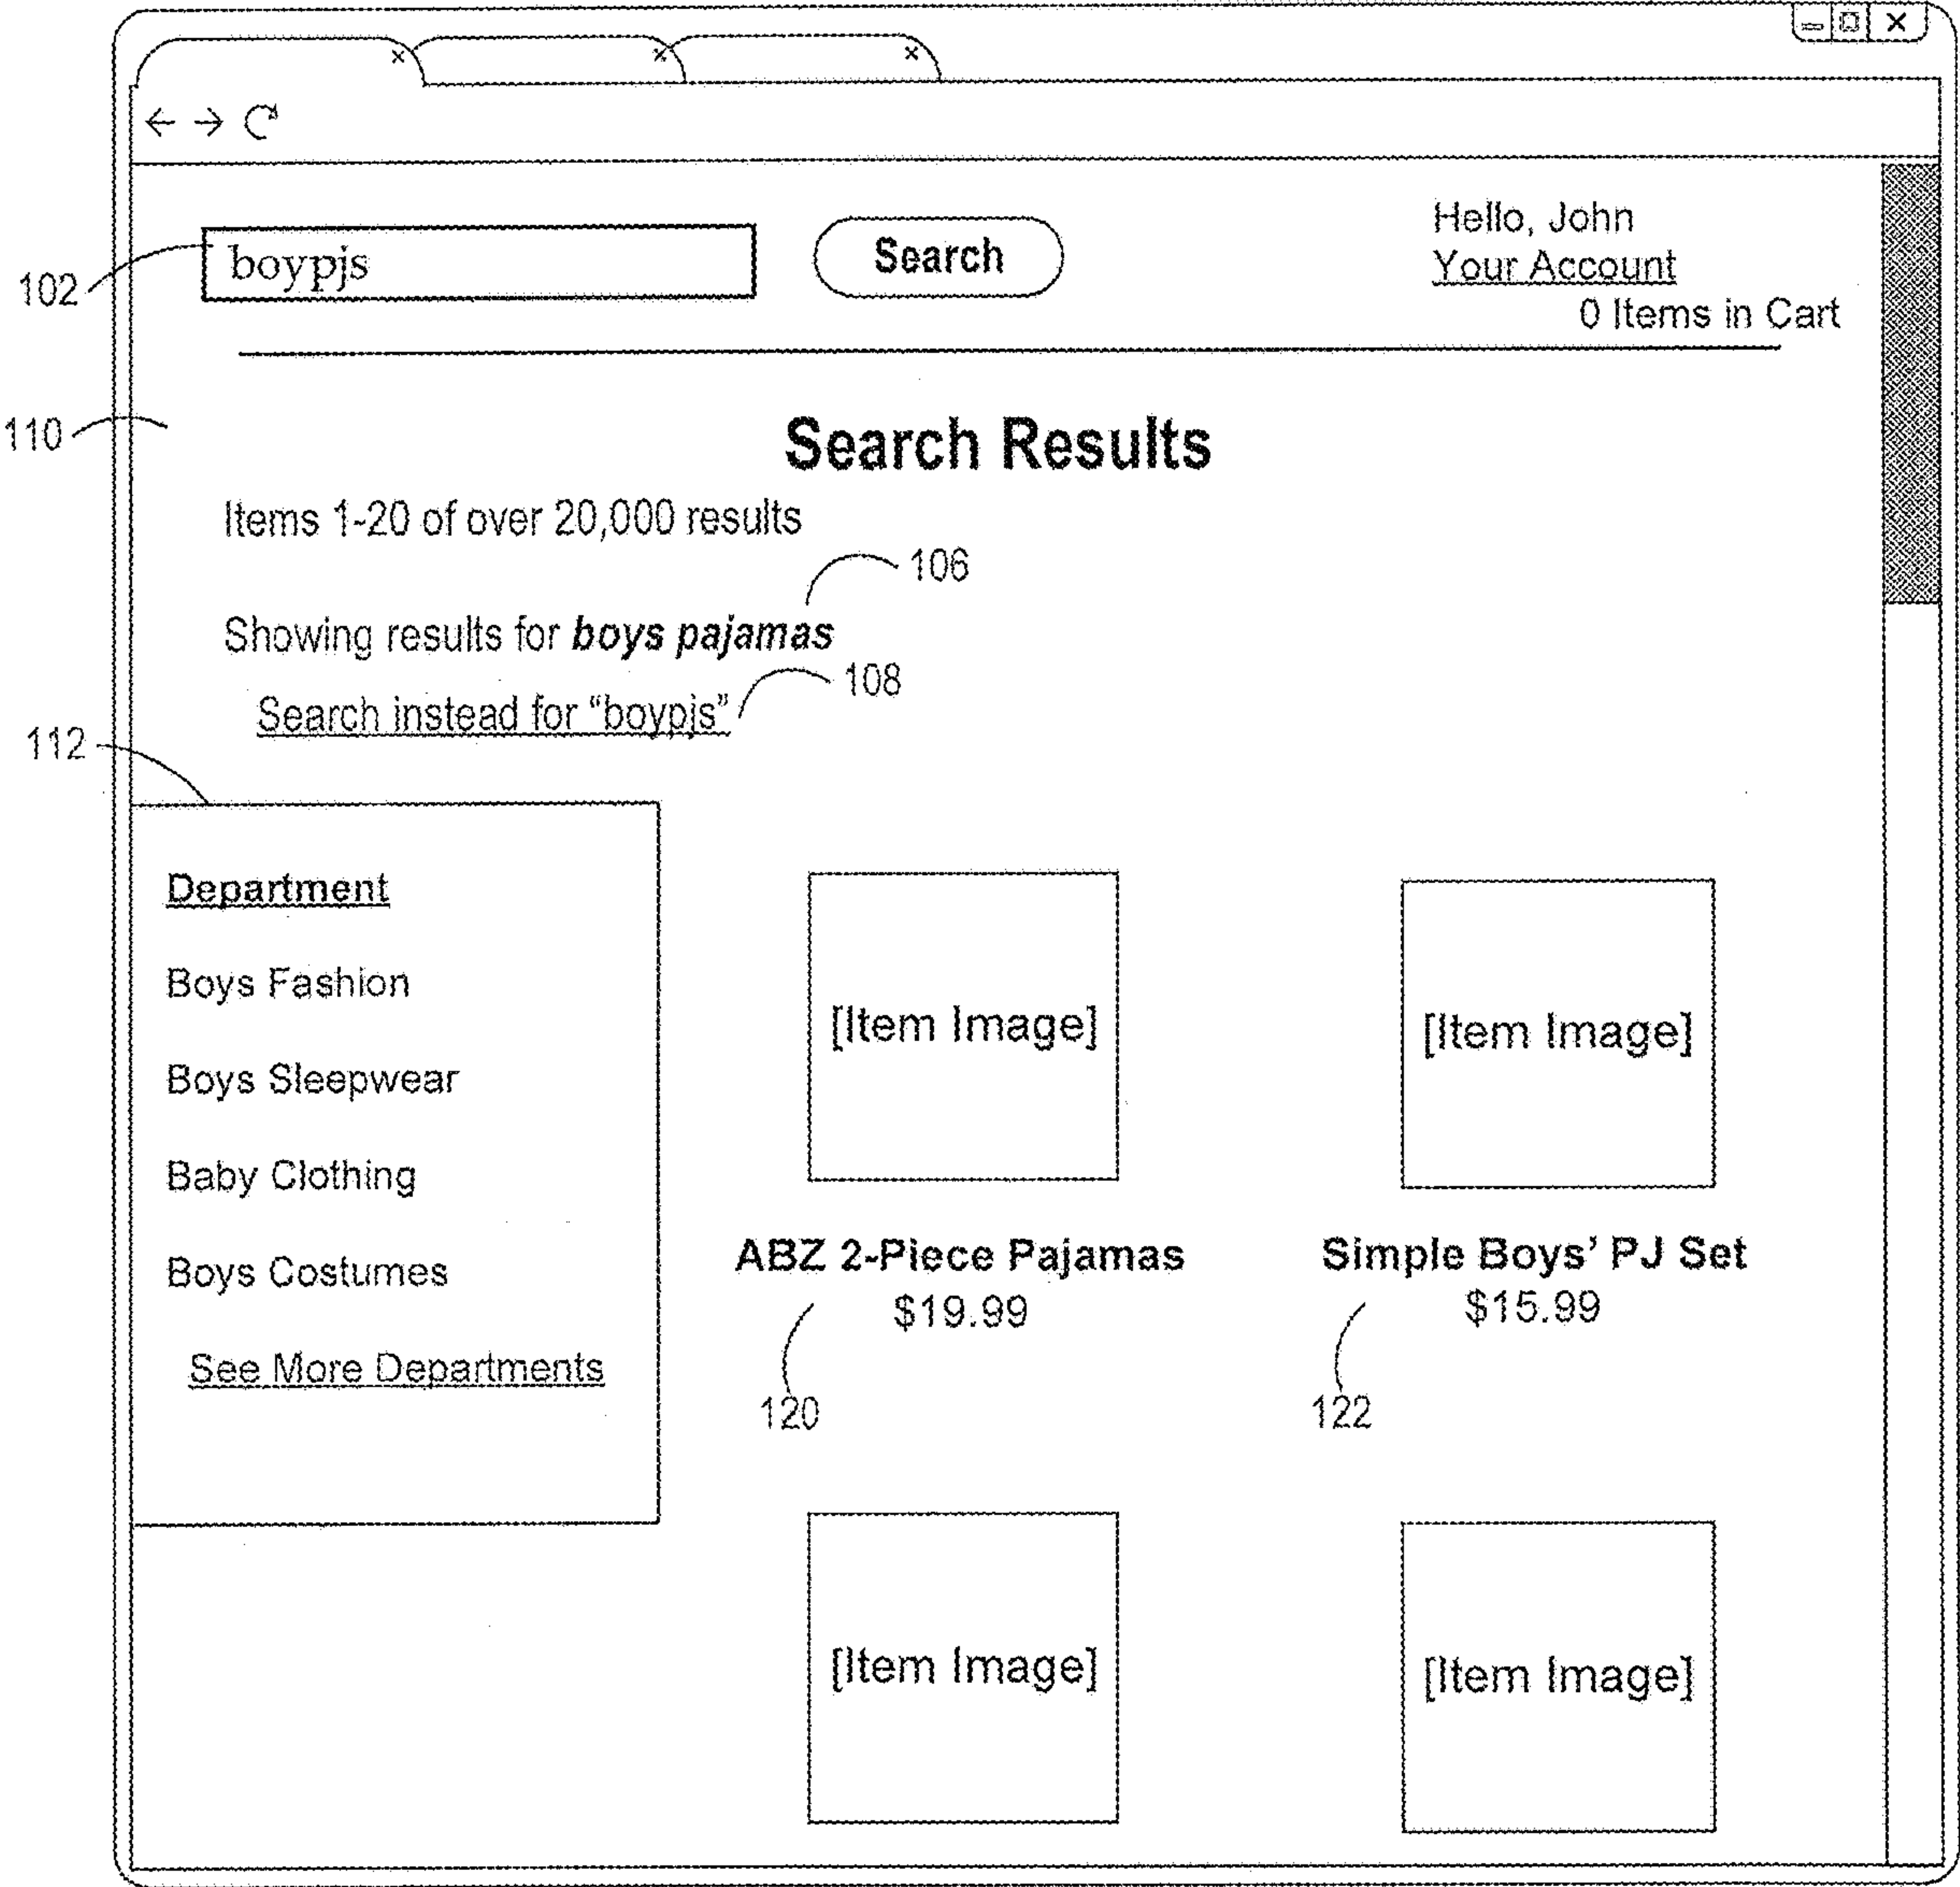 boypjs
Search
Hello, John
Your Account
0 Items in Cart
102
110
Search Results
Items 1-20 of over 20,000 results
106
Showing results for boys pajamas
108
Search instead for “boypjs”
112
Department
Boys Fashion
Boys Sleepwear
Baby Clothing
Boys Costumes
See More Departments
[Item Image]
[Item Image]
ABZ 2-Piece Pajamas
$19.99
120
Simple Boys’ PJ Set
$15.99
122
[Item Image]
[Item Image]